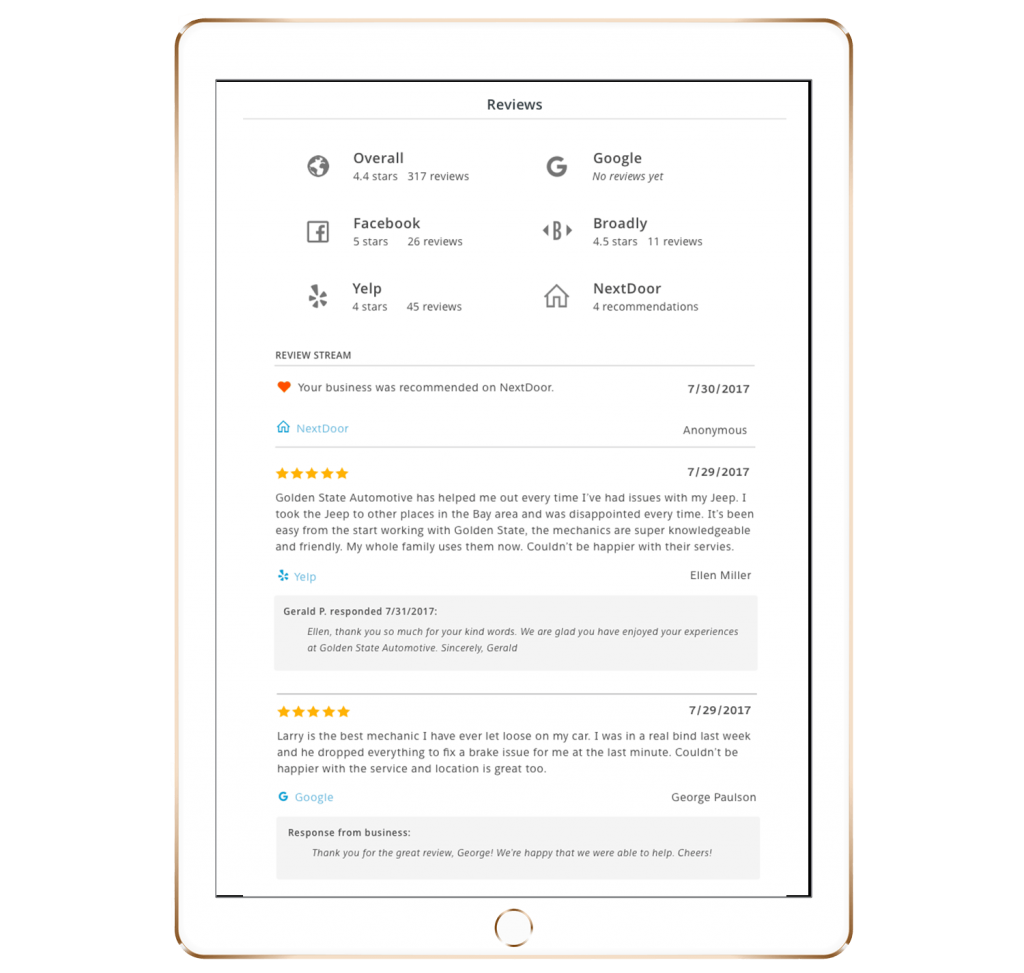 Reviews
Overall
4.4 stars 317 reviews
Google
No reviews yet
Facebook
5 stars 26 reviews
B
Broadly
4.5 stars 11 reviews
Yelp
4 stars 45 reviews
NextDoor
4 recommendations
REVIEW STREAM
Your business was recommended on NextDoor. 7/30/2017
NextDoor Anonymous
7/29/2017
Golden State Automotive has helped me out every time I've had issues with my Jeep. I
took the Jeep to other places in the Bay area and was disappointed every time. It's been
easy from the start working with Golden State, the mechanics are super knowledgeable
and friendly. My whole family uses them now. Couldn't be happier with their servies.
Yelp Ellen Miller
Gerald P. responded 7/31/2017:
Ellen, thank you so much for your kind words. We are glad you have enjoyed your experiences
at Golden State Automotive. Sincerely, Gerald
7/29/2017
Larry is the best mechanic I have ever let loose on my car. I was in a real bind last week
and he dropped everything to fix a brake issue for me at the last minute. Couldn't be
happier with the service and location is great too.
G Google George Paulson
Response from business:
Thank you for the great review, George! We're happy that we were able to help. Cheers!